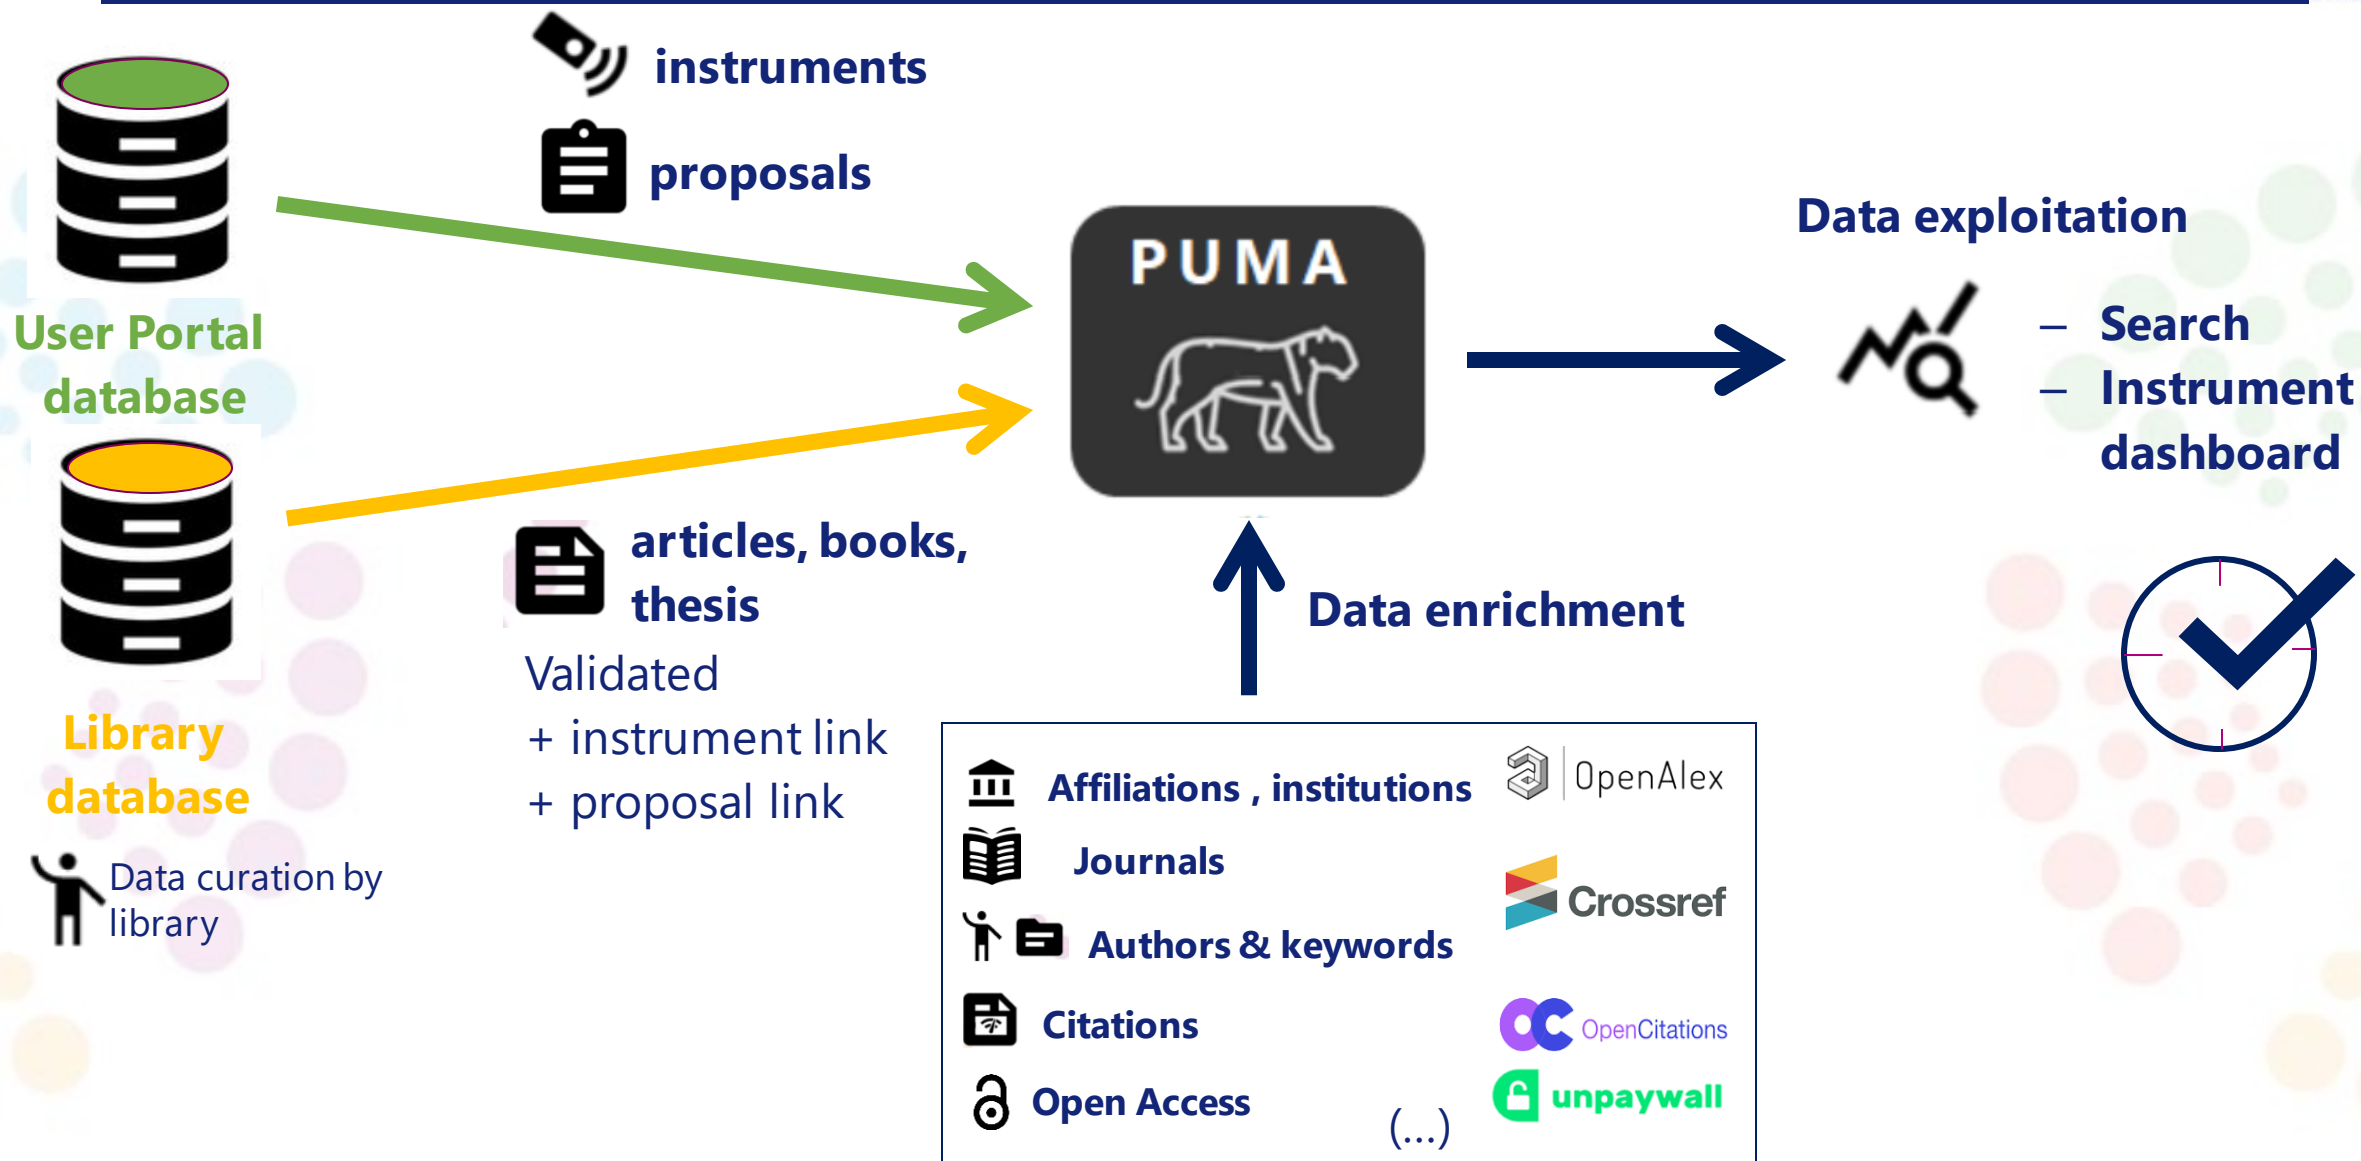 instruments
proposals
User Portal
database
PUMA
Data exploitation
– Search
– Instrument
dashboard
articles, books,
thesis
Validated
+ instrument link
+ proposal link
Library
database
Data curation by
library
Data enrichment
Affiliations , institutions
OpenAlex
Journals
Crossref
Authors & keywords
Citations
OC OpenCitations
Open Access
(...)
unpaywall